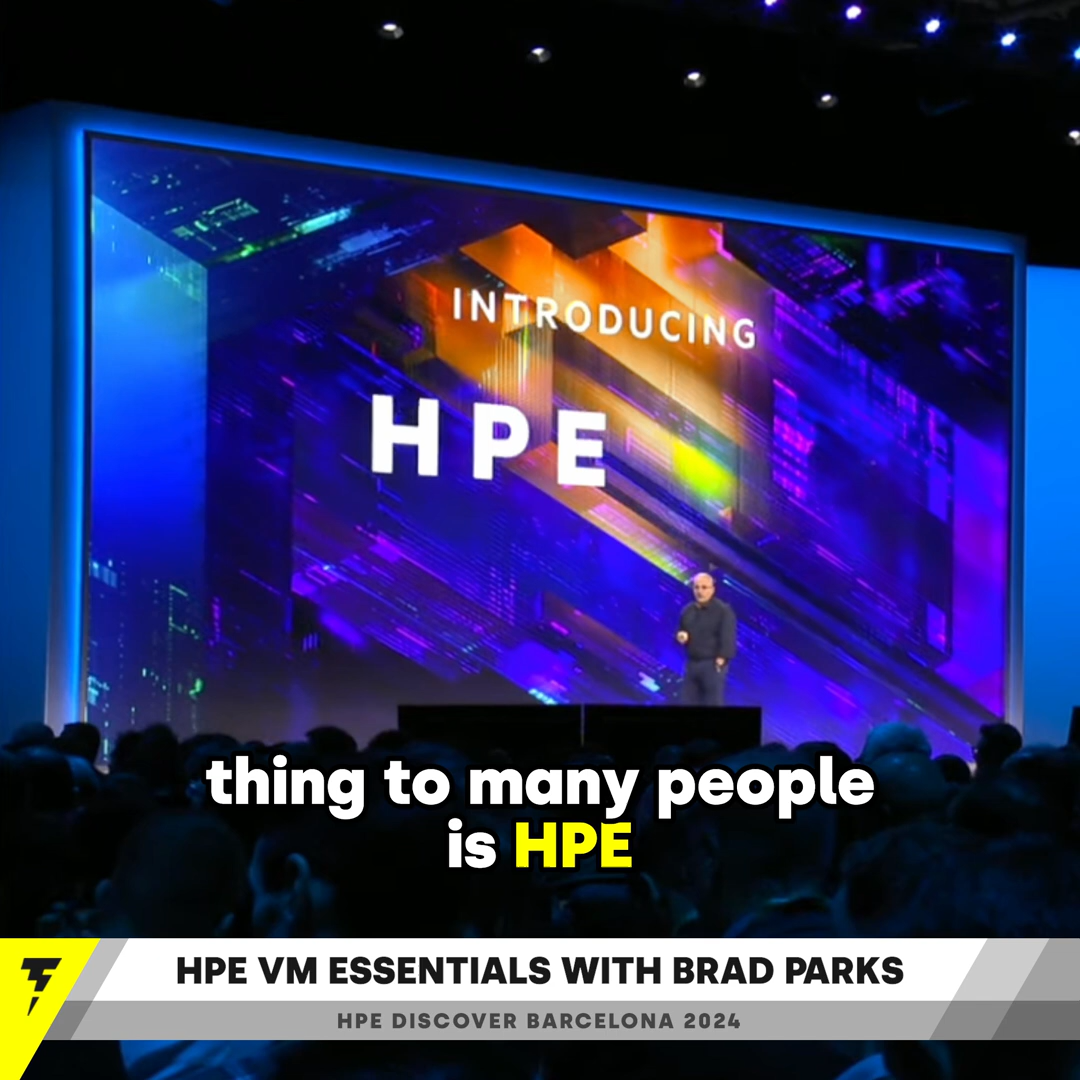 INTRODUCING
HPE
thing to many people
is HPE
HPE VM ESSENTIALS WITH BRAD PARKS
HPE DISCOVER BARCELONA 2024